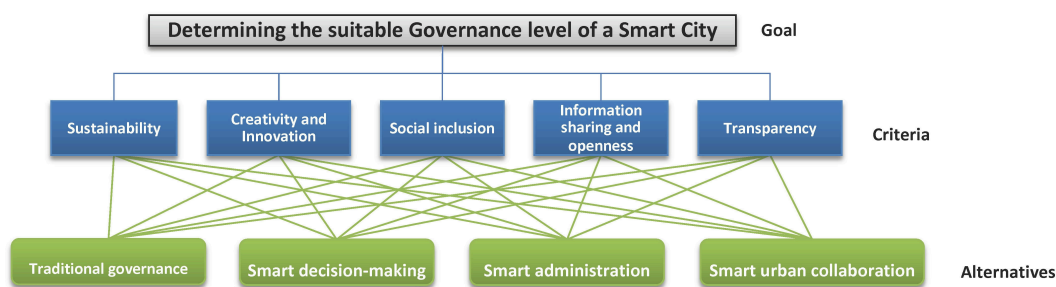 Determining the suitable Governance level of a Smart City
Goal
Sustainability
Creativity and
Innovation
Social inclusion
Information
sharing and
openness
Transparency
Criteria
Traditional governance
Smart decision-making
Smart administration
Smart urban collaboration
Alternatives